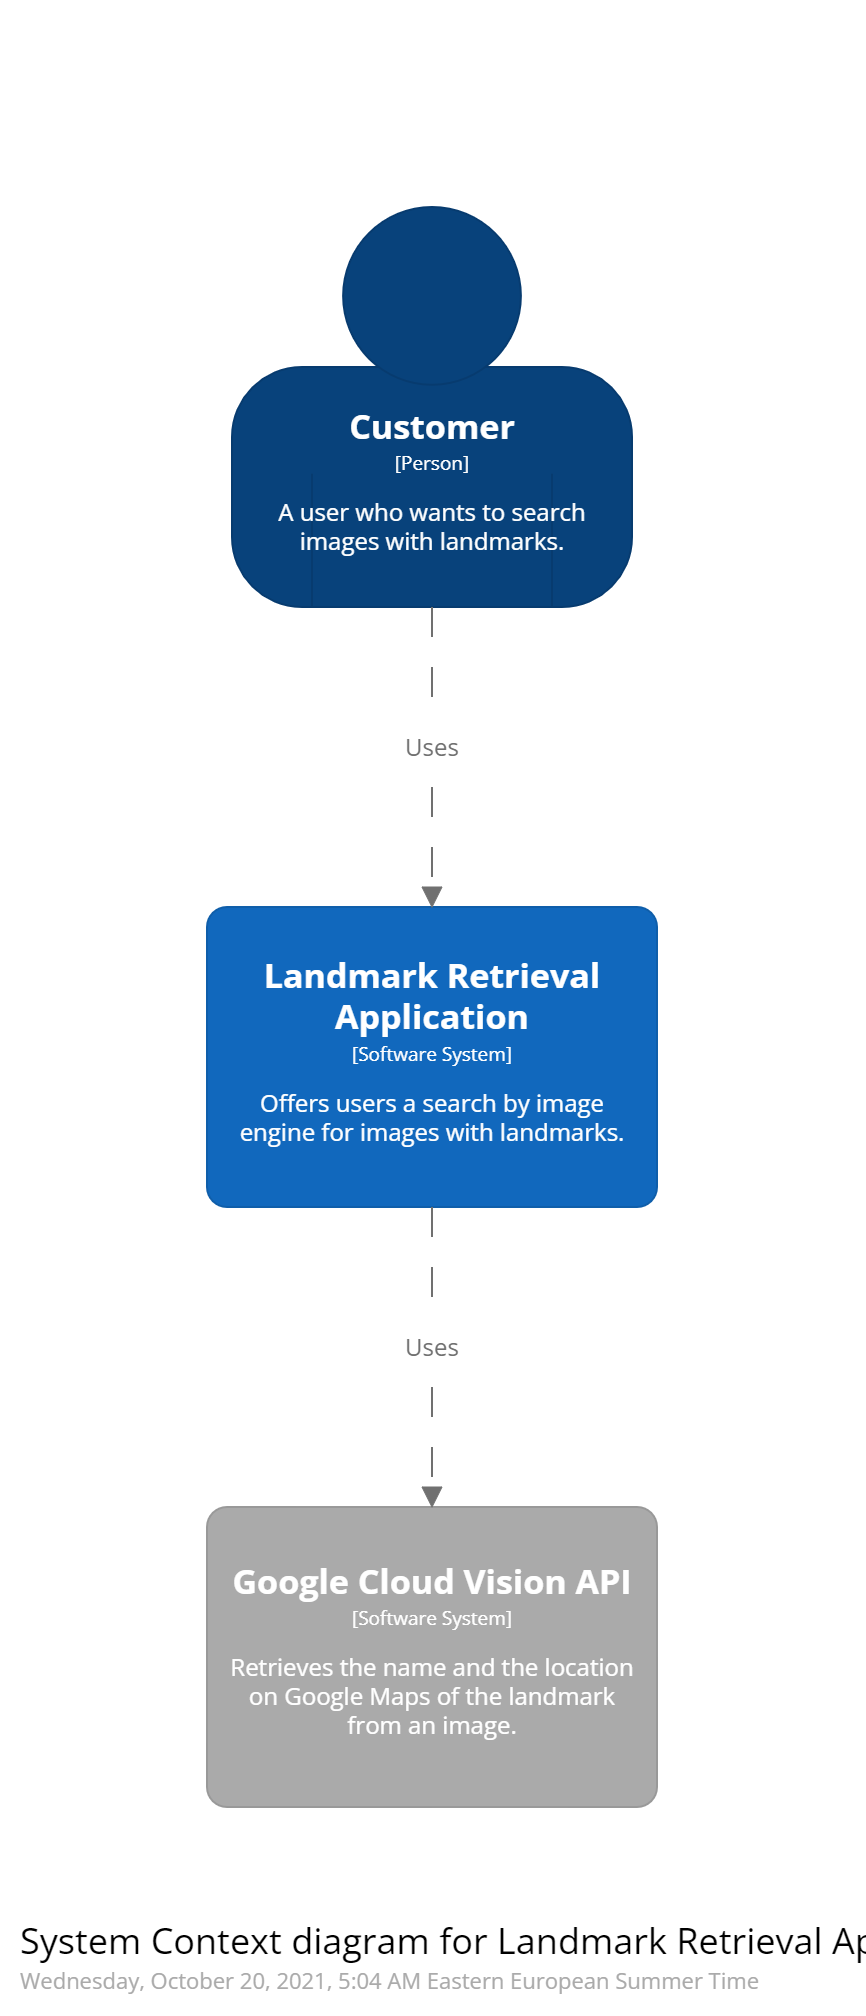 Customer
[Person]
A user who wants to search
images with landmarks.
Uses
Landmark Retrieval
Application
[Software System]
Offers users a search by image
engine for images with landmarks.
Uses
Google Cloud Vision API
[Software System]
Retrieves the name and the location
on Google Maps of the landmark
from an image.
System Context diagram for Landmark Retrieval Ap
Wednesday, October 20, 2021, 5:04 AM Eastern European Summer Time